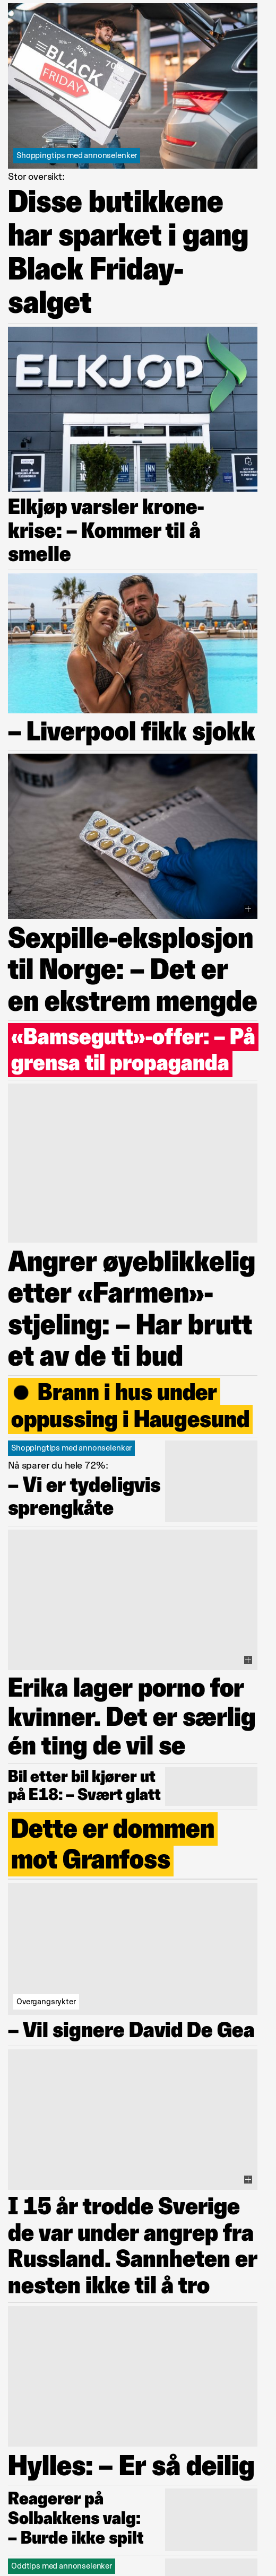 BLACK
FRIDAY
50%
Shoppingtips med annonselenker
Stor oversikt:
Disse butikkene
har sparket i gang
Black Friday-
salget
ELKJØP
Elkjøp varsler krone-
krise: – Kommer til å
smelle
– Liverpool fikk sjokk
Sexpille-eksplosjon
til Norge: – Det er
en ekstrem mengde
«Bamsegutt»-offer: – På
grensa til propaganda
Angrer øyeblikkelig
etter «Farmen»-
stjeling: – Har brutt
et av de ti bud
● Brann i hus under
oppussing i Haugesund
Shoppingtips med annonselenker
Nå sparer du hele 72%:
– Vi er tydeligvis
sprengkåte
Erika lager porno for
kvinner. Det er særlig
én ting de vil se
Bil etter bil kjører ut
på E18: – Svært glatt
Dette er dommen
mot Granfoss
Overgangsrykter
– Vil signere David De Gea
I 15 år trodde Sverige
de var under angrep fra
Russland. Sannheten er
nesten ikke til å tro
Hylles: – Er så deilig
Reagerer på
Solbakkens valg:
– Burde ikke spilt
Oddtips med annonselenker